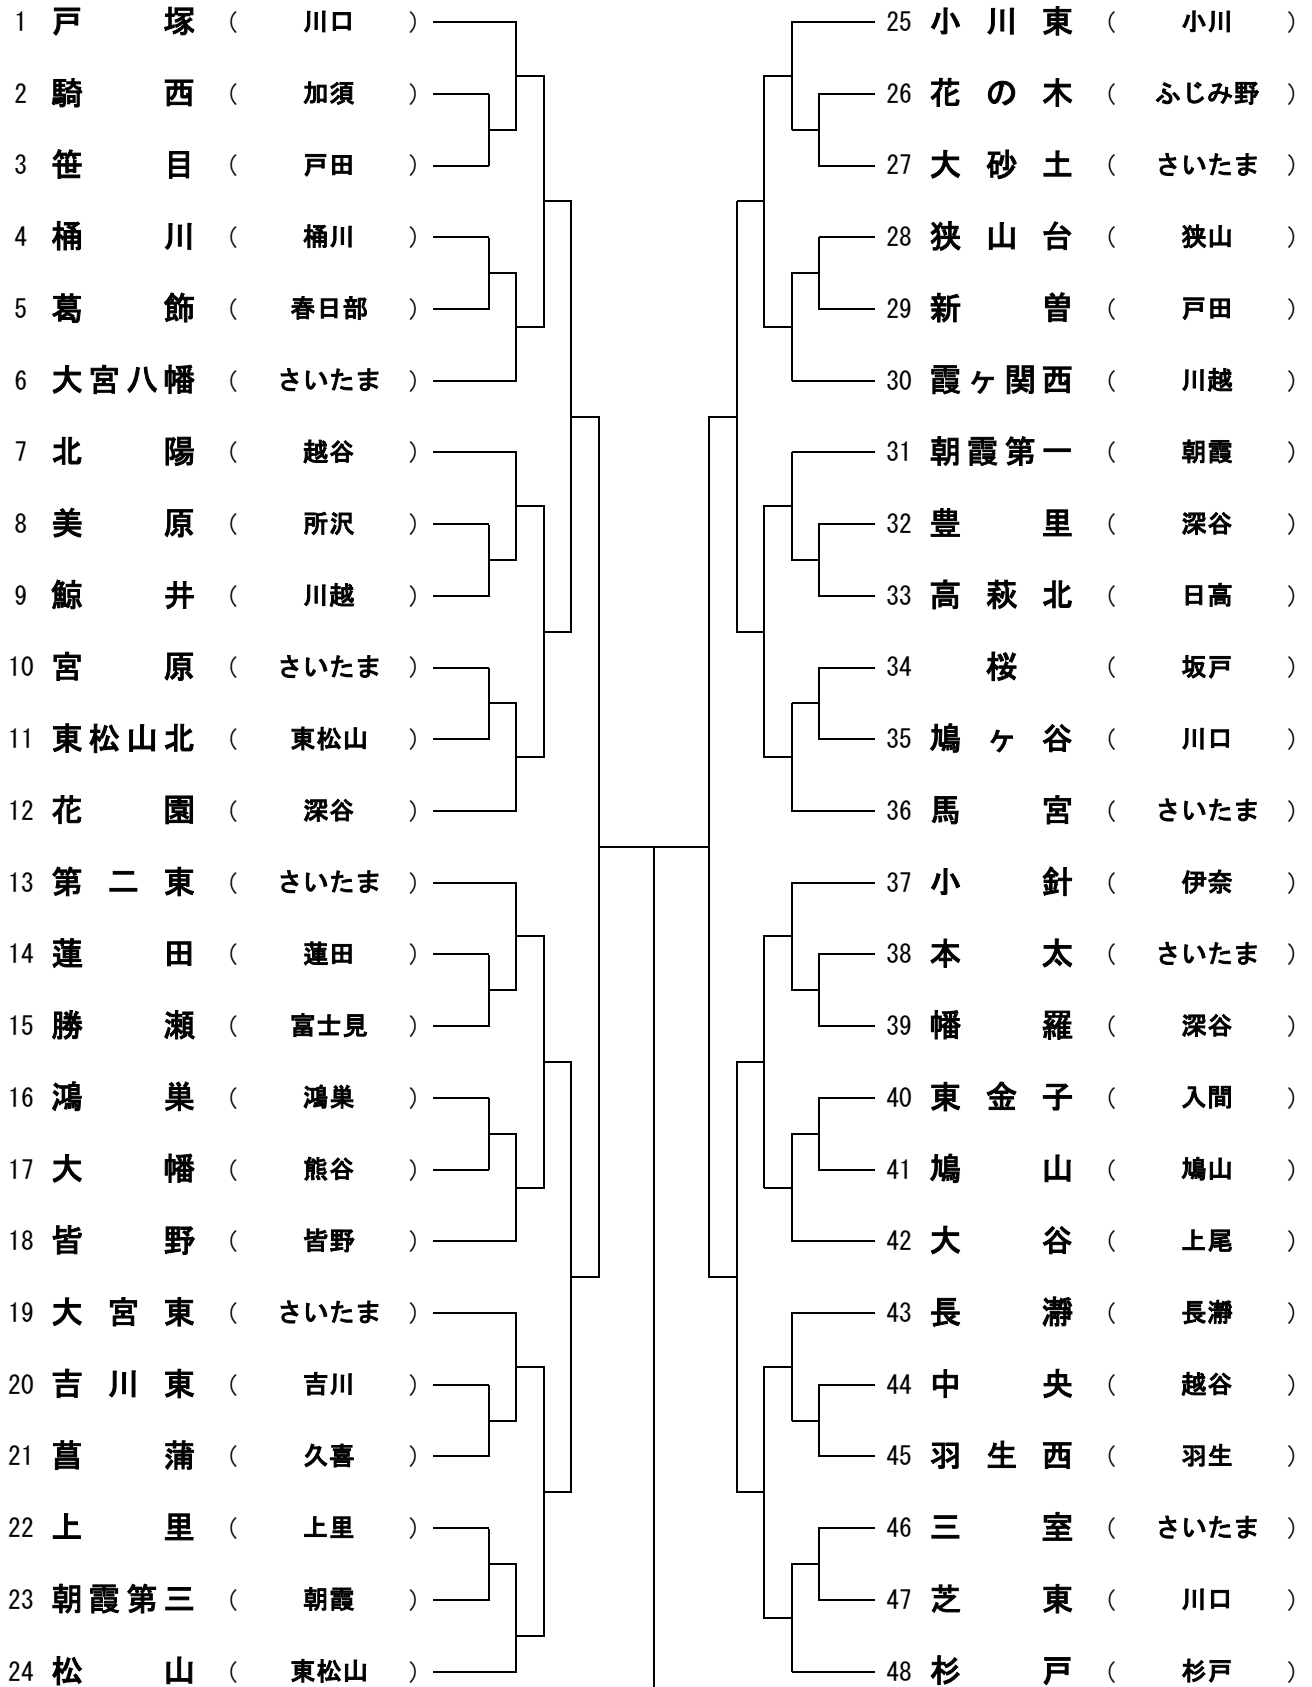 1 戸塚 ( 川口 )
2 騎西 ( 加須 )
3 笹目 ( 戸田 )
4 桶川 ( 桶川 )
5 葛飾 ( 春日部 )
6 大宮八幡 ( さいたま )
7 北陽 ( 越谷 )
8 美原 ( 所沢 )
9 鯨井 ( 川越 )
10 宮原 ( さいたま )
11 東松山北 ( 東松山 )
12 花園 ( 深谷 )
13 第二東 ( さいたま )
14 蓮田 ( 蓮田 )
15 勝瀬 ( 富士見 )
16 鴻巣 ( 鴻巣 )
17 大幡 ( 熊谷 )
18 皆野 ( 皆野 )
19 大宮東 ( さいたま )
20 吉川東 ( 吉川 )
21 菖蒲 ( 久喜 )
22 上里 ( 上里 )
23 朝霞第三 ( 朝霞 )
24 松山 ( 東松山 )
25 小川東 ( 小川 )
26 花の木 ( ふじみ野 )
27 大砂土 ( さいたま )
28 狭山台 ( 狭山 )
29 新曽 ( 戸田 )
30 霞ヶ関西 ( 川越 )
31 朝霞第一 ( 朝霞 )
32 豊里 ( 深谷 )
33 高萩北 ( 日高 )
34 桜 ( 坂戸 )
35 鳩ヶ谷 ( 川口 )
36 馬宮 ( さいたま )
37 小針 ( 伊奈 )
38 本太 ( さいたま )
39 幡羅 ( 深谷 )
40 東金子 ( 入間 )
41 鳩山 ( 鳩山 )
42 大谷 ( 上尾 )
43 長瀞 ( 長瀞 )
44 中央 ( 越谷 )
45 羽生西 ( 羽生 )
46 三室 ( さいたま )
47 芝東 ( 川口 )
48 杉戸 ( 杉戸 )